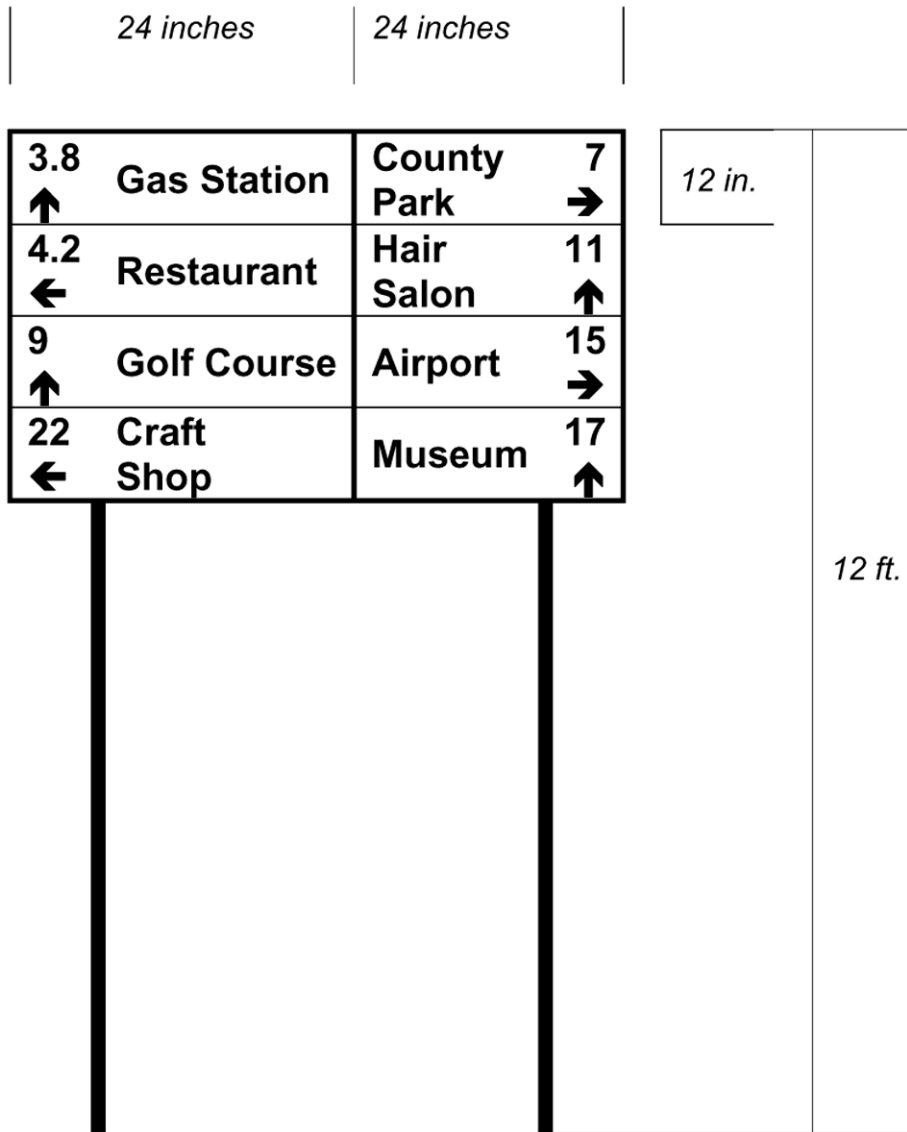 24 inches
24 inches
3.8
↑
Gas Station
County
Park
7
→
12 in.
4.2
←
Restaurant
Hair
Salon
11
↑
9
↑
Golf Course
Airport
15
→
22
←
Craft
Shop
Museum
17
↑
12 ft.